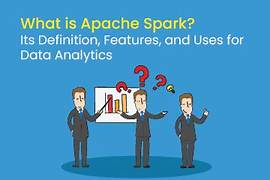 What is Apache Spark?
Its Definition, Features, and Uses for
Data Analytics
? ? ?